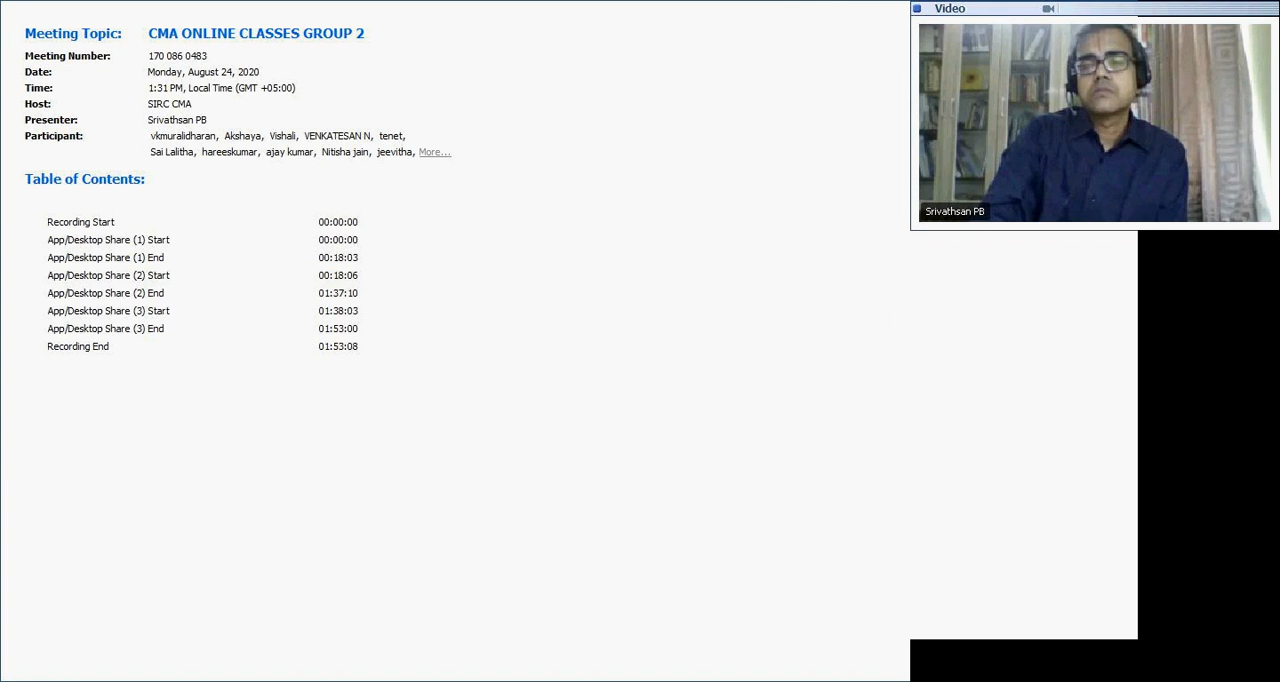 Meeting Topic: CMA ONLINE CLASSES GROUP 2
Meeting Number: 170 086 0483
Date: Monday, August 24, 2020
Time: 1:31 PM, Local Time (GMT +05:00)
Host: SIRC CMA
Presenter: Srivathsan PB
Participant: vkmuralidharan, Akshaya, Vishali, VENKATESAN N, tenet,
Sai Lalitha, hareeskumar, ajay kumar, Nitisha jain, jeevitha, More...
Table of Contents:
Recording Start 00:00:00
App/Desktop Share (1) Start 00:00:00
App/Desktop Share (1) End 00:18:03
App/Desktop Share (2) Start 00:18:06
App/Desktop Share (2) End 01:37:10
App/Desktop Share (3) Start 01:38:03
App/Desktop Share (3) End 01:53:00
Recording End 01:53:08
Video
Srivathsan PB